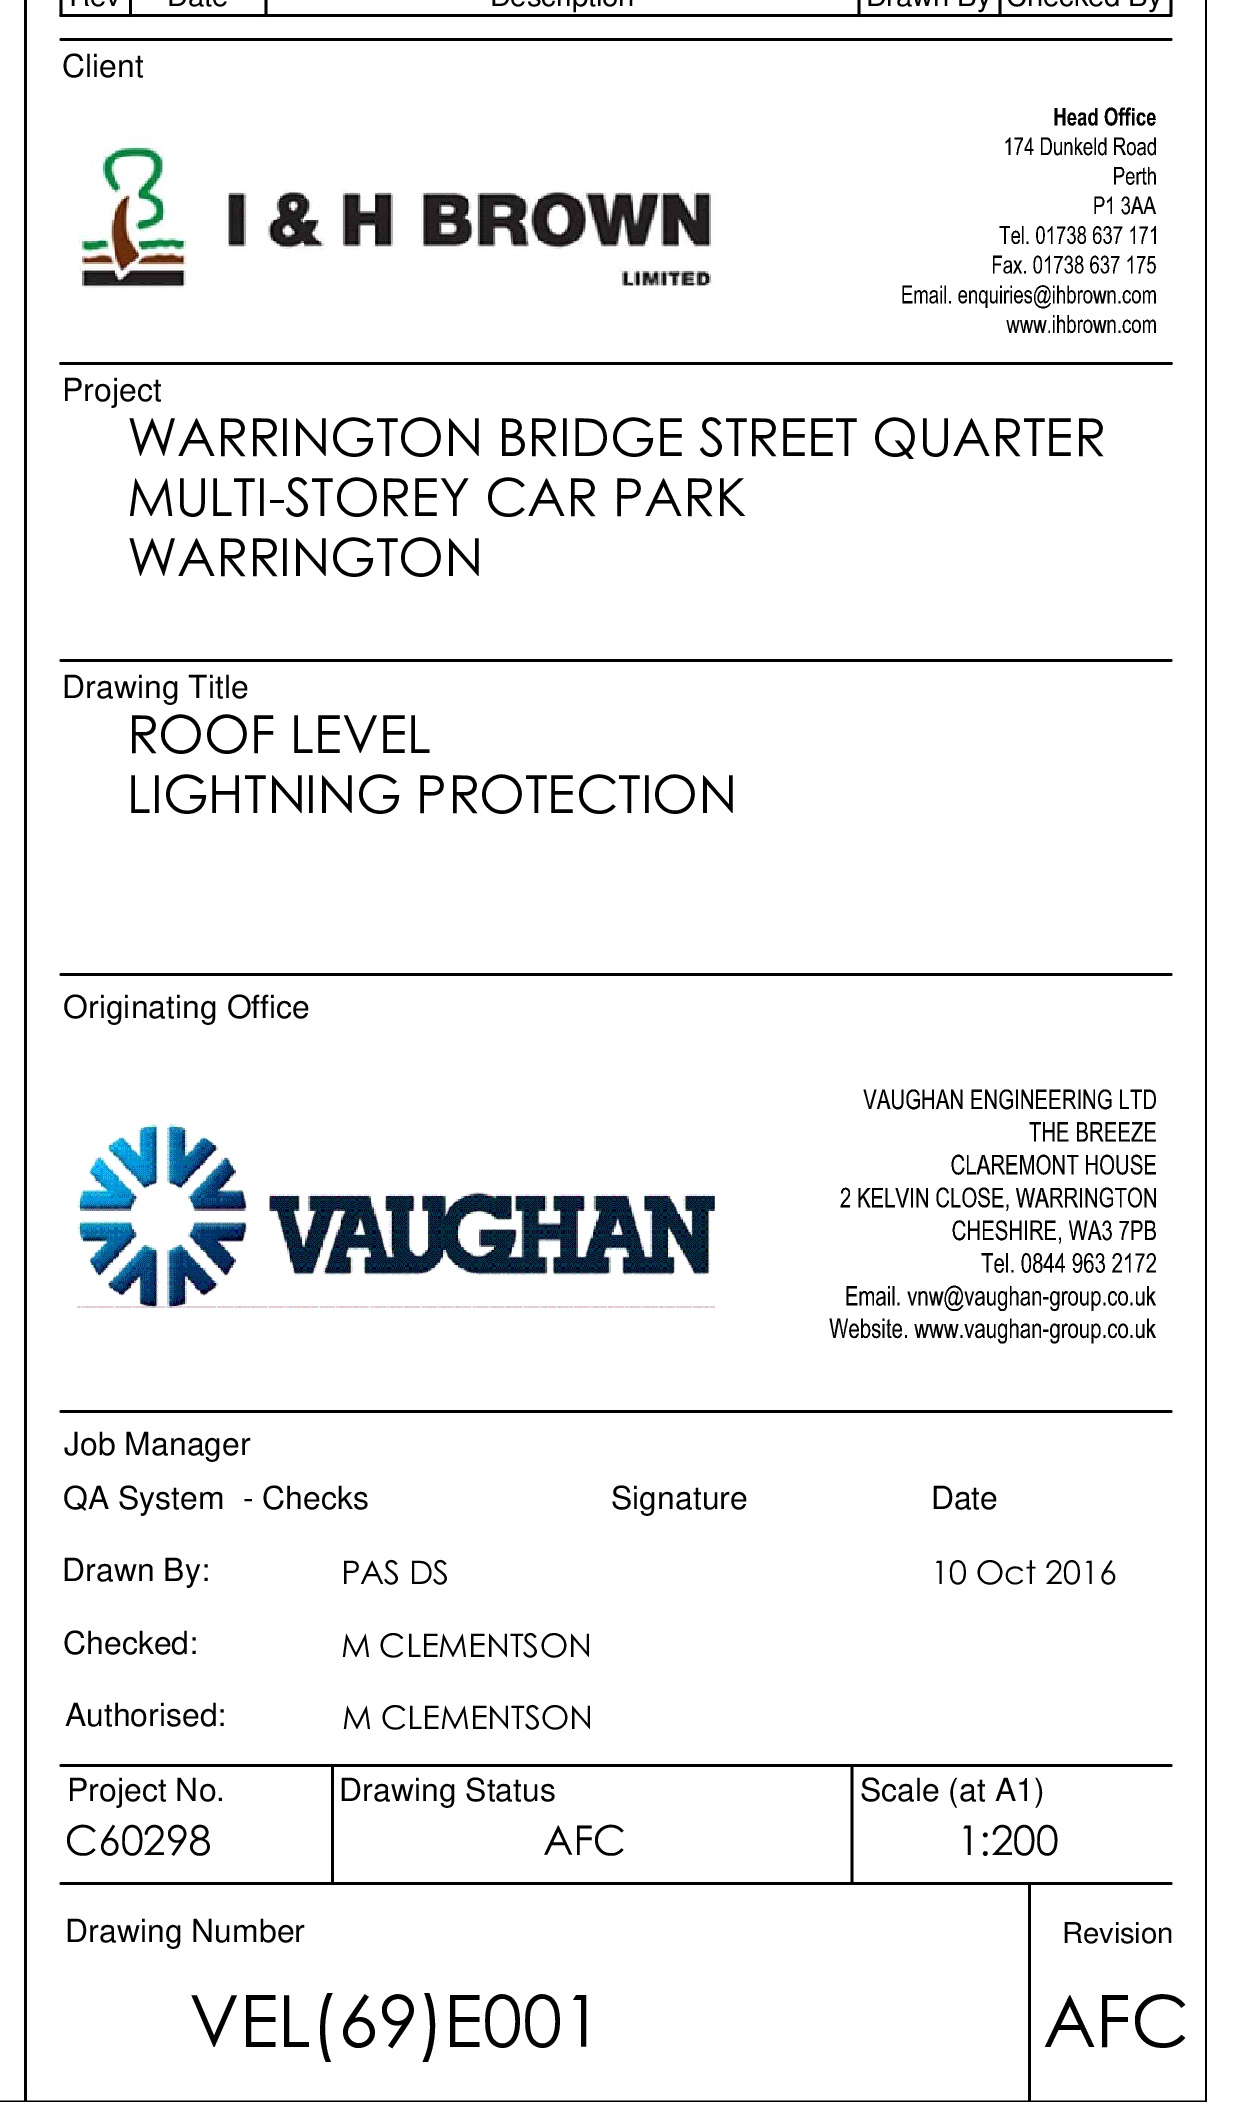 Rev Date Description Drawn By Checked By
Client
I & H BROWN
LIMITED
Head Office
174 Dunkeld Road
Perth
P1 3AA
Tel. 01738 637 171
Fax. 01738 637 175
Email. enquiries@ihbrown.com
www.ihbrown.com
Project
WARRINGTON BRIDGE STREET QUARTER
MULTI-STOREY CAR PARK
WARRINGTON
Drawing Title
ROOF LEVEL
LIGHTNING PROTECTION
Originating Office
VAUGHAN
VAUGHAN ENGINEERING LTD
THE BREEZE
CLAREMONT HOUSE
2 KELVIN CLOSE, WARRINGTON
CHESHIRE, WA3 7PB
Tel. 0844 963 2172
Email. vnw@vaughan-group.co.uk
Website. www.vaughan-group.co.uk
Job Manager
QA System - Checks Signature Date
Drawn By: PAS DS 10 Oct 2016
Checked: M CLEMENTSON
Authorised: M CLEMENTSON
Project No. Drawing Status Scale (at A1)
C60298 AFC 1:200
Drawing Number Revision
VEL(69)E001 AFC